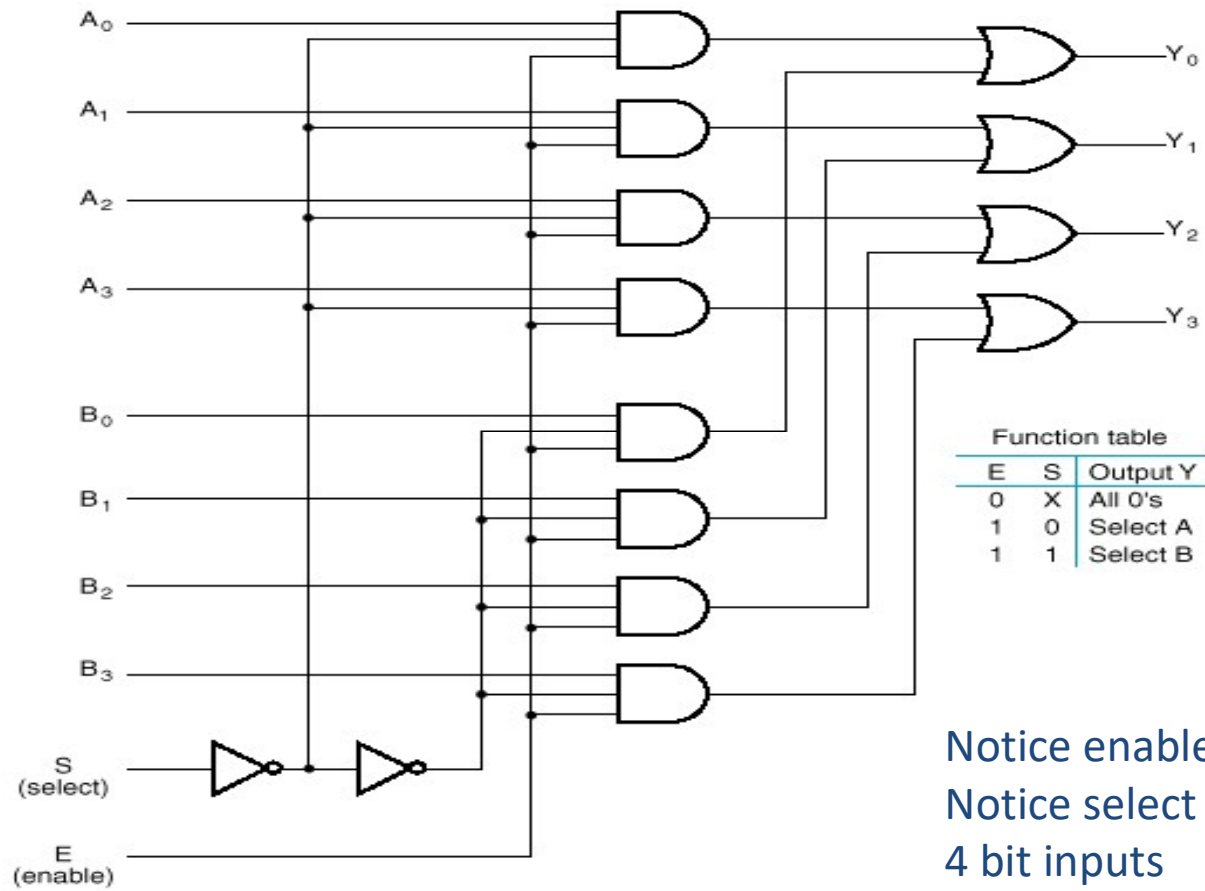 A₀
A₁
A₂
A₃
B₀
B₁
B₂
B₃
S
(select)
E
(enable)
Y₀
Y₁
Y₂
Y₃
Function table
E S Output Y
0 X All 0's
1 0 Select A
1 1 Select B
Notice enable
Notice select
4 bit inputs